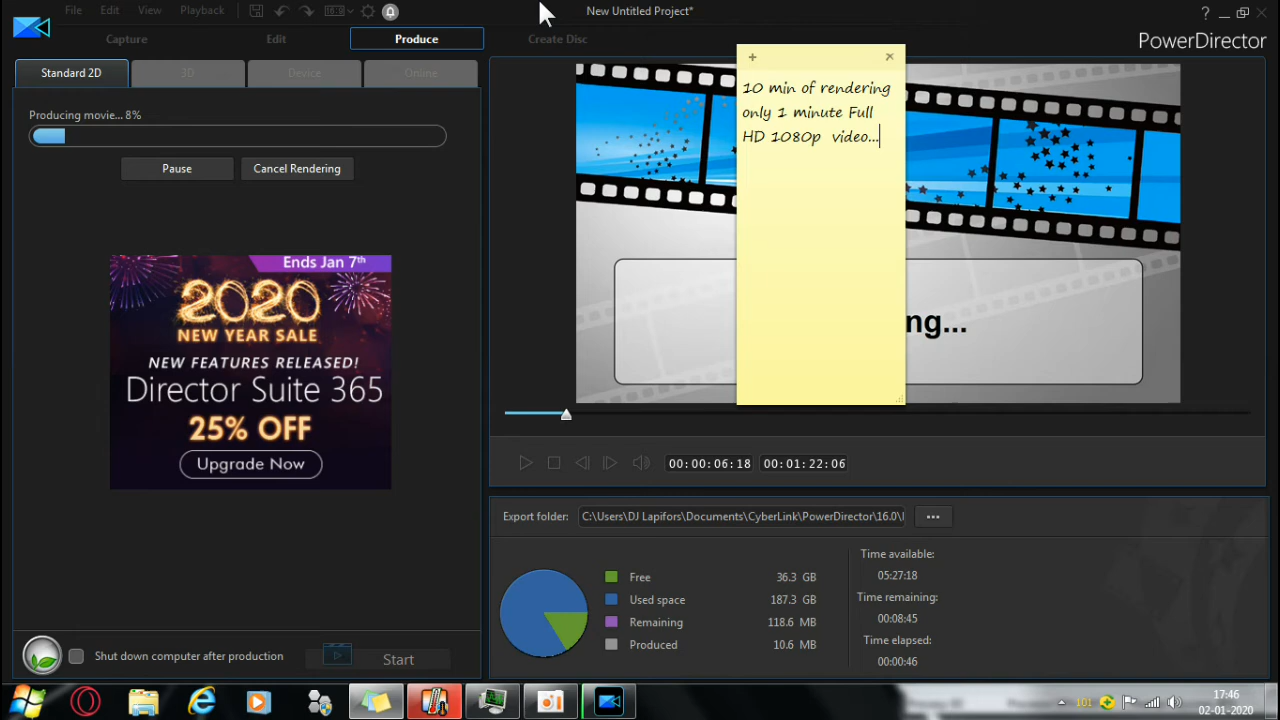 File Edit View Playback 16:9 New Untitled Project* ?
Capture Edit Produce Create Disc PowerDirector
Standard 2D 3D Device Online
Producing movie... 8%
Pause Cancel Rendering
Ends Jan 7th
2020
NEW YEAR SALE
NEW FEATURES RELEASED!
Director Suite 365
25% OFF
Upgrade Now
Shut down computer after production
Start
+
10 min of rendering
only 1 minute Full
HD 1080p video...
ng...
00:00:06:18 00:01:22:06
Export folder: C:\Users\DJ Lapifors\Documents\CyberLink\PowerDirector\16.0\ ...
Free 36.3 GB
Used space 187.3 GB
Remaining 118.6 MB
Produced 10.6 MB
Time available:
05:27:18
Time remaining:
00:08:45
Time elapsed:
00:00:46
101
17:46
02-01-2020